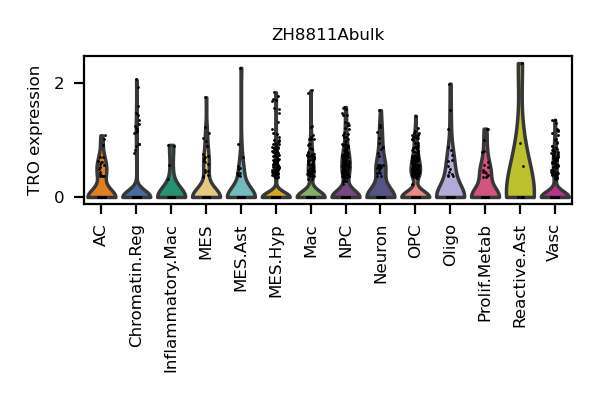 ZH8811Abulk
TRO expression
2
0
AC
Chromatin.Reg
Inflammatory.Mac
MES
MES.Ast
MES.Hyp
Mac
NPC
Neuron
OPC
Oligo
Prolif.Metab
Reactive.Ast
Vasc